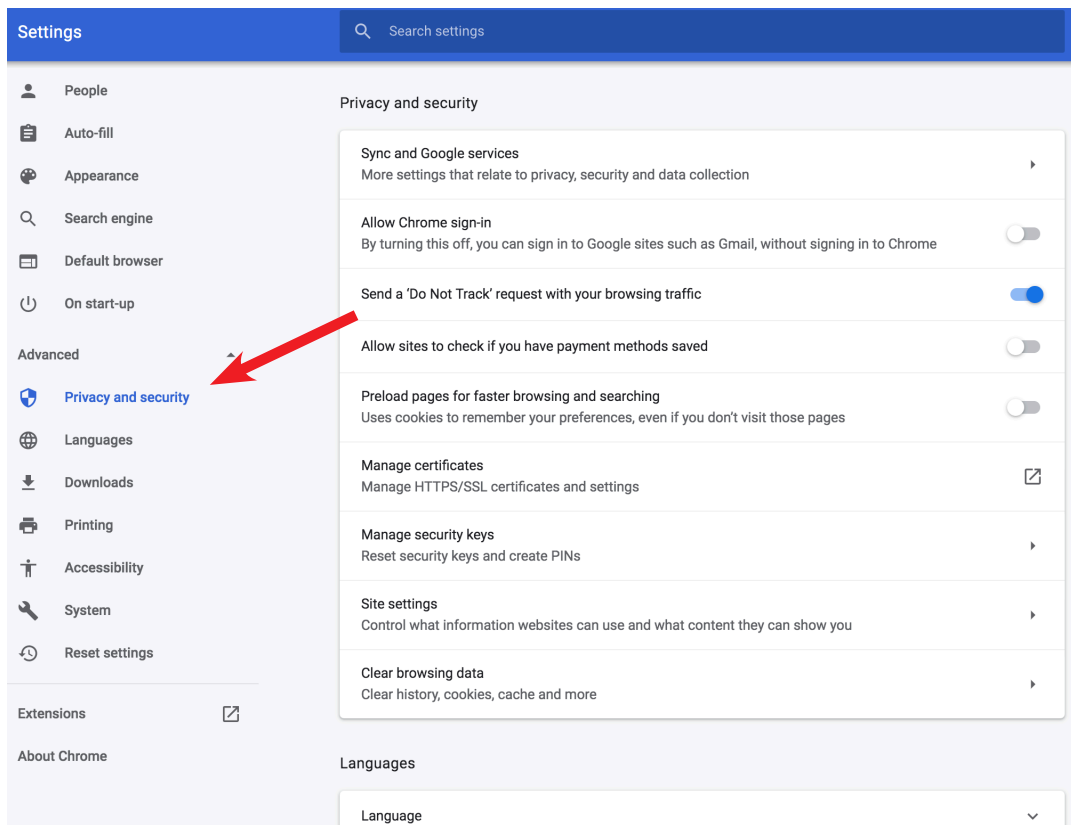 Settings
Search settings
People
Auto-fill
Appearance
Search engine
Default browser
On start-up
Advanced
Privacy and security
Languages
Downloads
Printing
Accessibility
System
Reset settings
Extensions
About Chrome
Privacy and security
Sync and Google services
More settings that relate to privacy, security and data collection
Allow Chrome sign-in
By turning this off, you can sign in to Google sites such as Gmail, without signing in to Chrome
Send a ‘Do Not Track’ request with your browsing traffic
Allow sites to check if you have payment methods saved
Preload pages for faster browsing and searching
Uses cookies to remember your preferences, even if you don’t visit those pages
Manage certificates
Manage HTTPS/SSL certificates and settings
Manage security keys
Reset security keys and create PINs
Site settings
Control what information websites can use and what content they can show you
Clear browsing data
Clear history, cookies, cache and more
Languages
Language